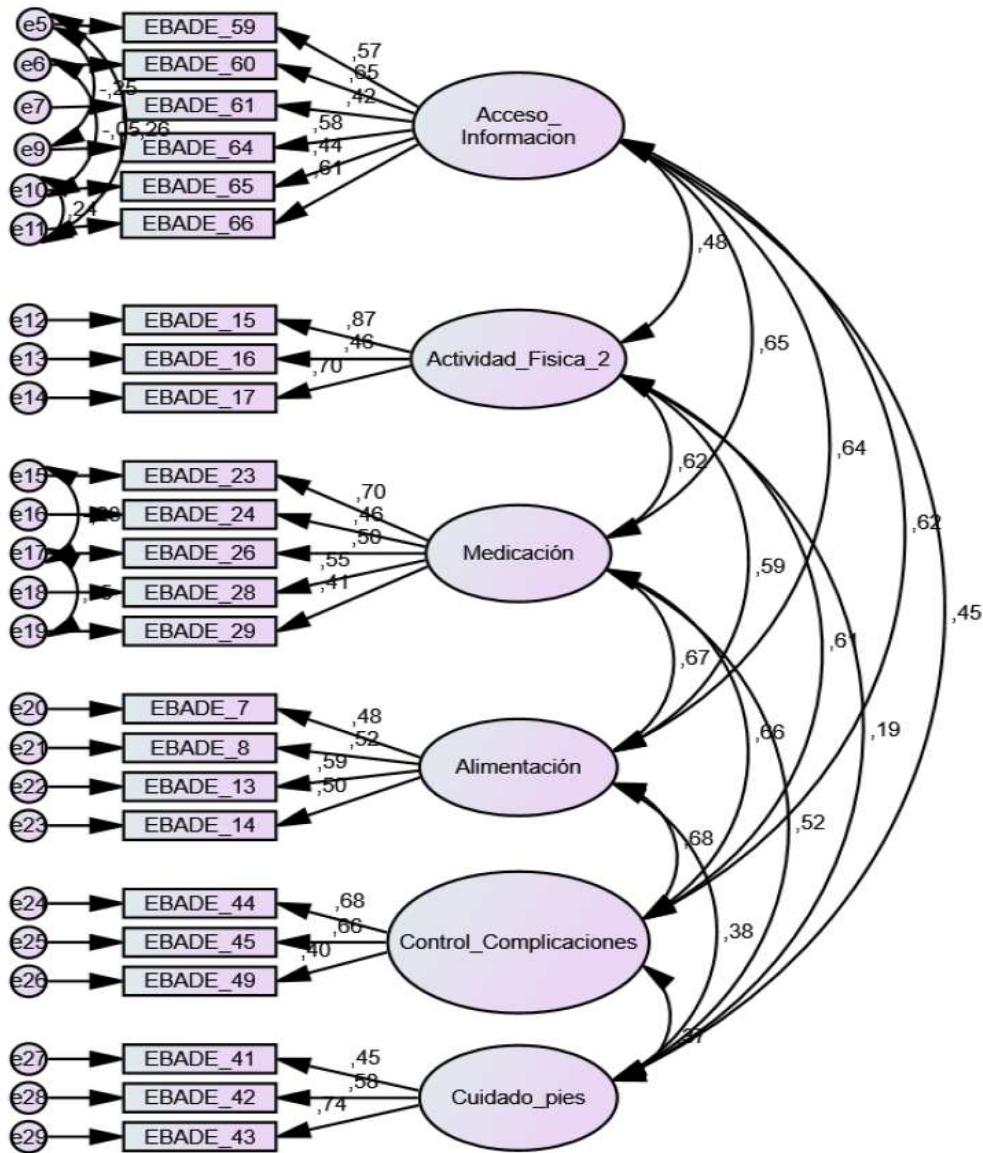 e5
EBADE_59
e6
EBADE_60
e7
EBADE_61
e9
EBADE_64
e10
EBADE_65
e11
EBADE_66
-,25
-,05
,26
,24
,57
,65
,42
,58
,44
,61
Acceso_
Informacion
,48
e12
EBADE_15
e13
EBADE_16
e14
EBADE_17
,87
,46
,70
Actividad_Fisica_2
,65
,62
,64
e15
EBADE_23
e16
EBADE_24
e17
EBADE_26
e18
EBADE_28
e19
EBADE_29
,70
,46
,50
,55
,41
Medicación
,59
,62
,45
,67
,61
,19
e20
EBADE_7
e21
EBADE_8
e22
EBADE_13
e23
EBADE_14
,48
,52
,59
,50
Alimentación
,66
,52
,68
e24
EBADE_44
e25
EBADE_45
e26
EBADE_49
,68
,66
,40
Control_Complicaciones
,38
,37
e27
EBADE_41
e28
EBADE_42
e29
EBADE_43
,45
,58
,74
Cuidado_pies